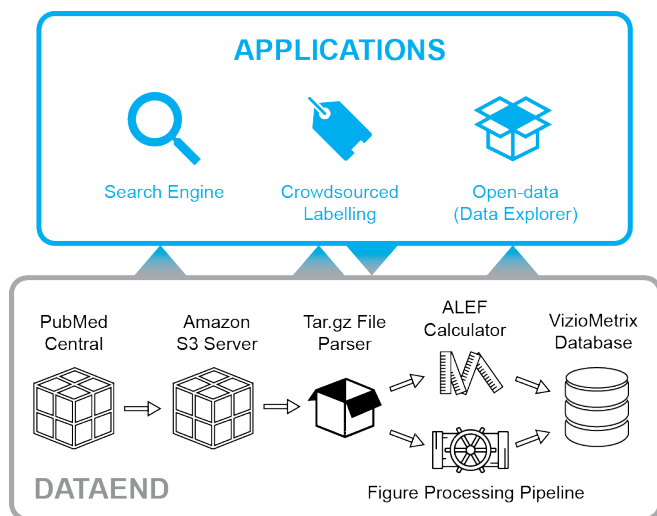 APPLICATIONS
Search Engine
Crowdsourced
Labelling
Open-data
(Data Explorer)
PubMed
Central
Amazon
S3 Server
Tar.gz File
Parser
ALEF
Calculator
VizioMetrix
Database
DATAEND
Figure Processing Pipeline